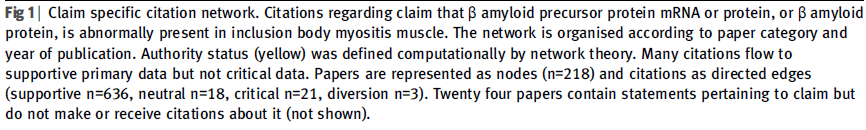 Fig 1| Claim specific citation network. Citations regarding claim that β amyloid precursor protein mRNA or protein, or β amyloid
protein, is abnormally present in inclusion body myositis muscle. The network is organised according to paper category and
year of publication. Authority status (yellow) was defined computationally by network theory. Many citations flow to
supportive primary data but not critical data. Papers are represented as nodes (n=218) and citations as directed edges
(supportive n=636, neutral n=18, critical n=21, diversion n=3). Twenty four papers contain statements pertaining to claim but
do not make or receive citations about it (not shown).